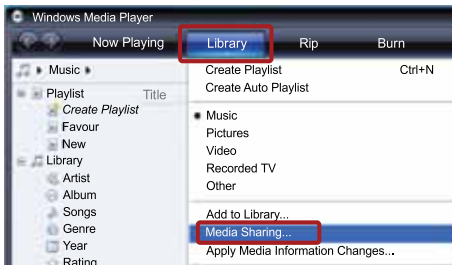 Windows Media Player
Now Playing Library Rip Burn
Music
Playlist Title
Create Playlist
Favour
New
Library
Artist
Album
Songs
Genre
Year
Rating
Create Playlist Ctrl+N
Create Auto Playlist
Music
Pictures
Video
Recorded TV
Other
Add to Library...
Media Sharing...
Apply Media Information Changes...